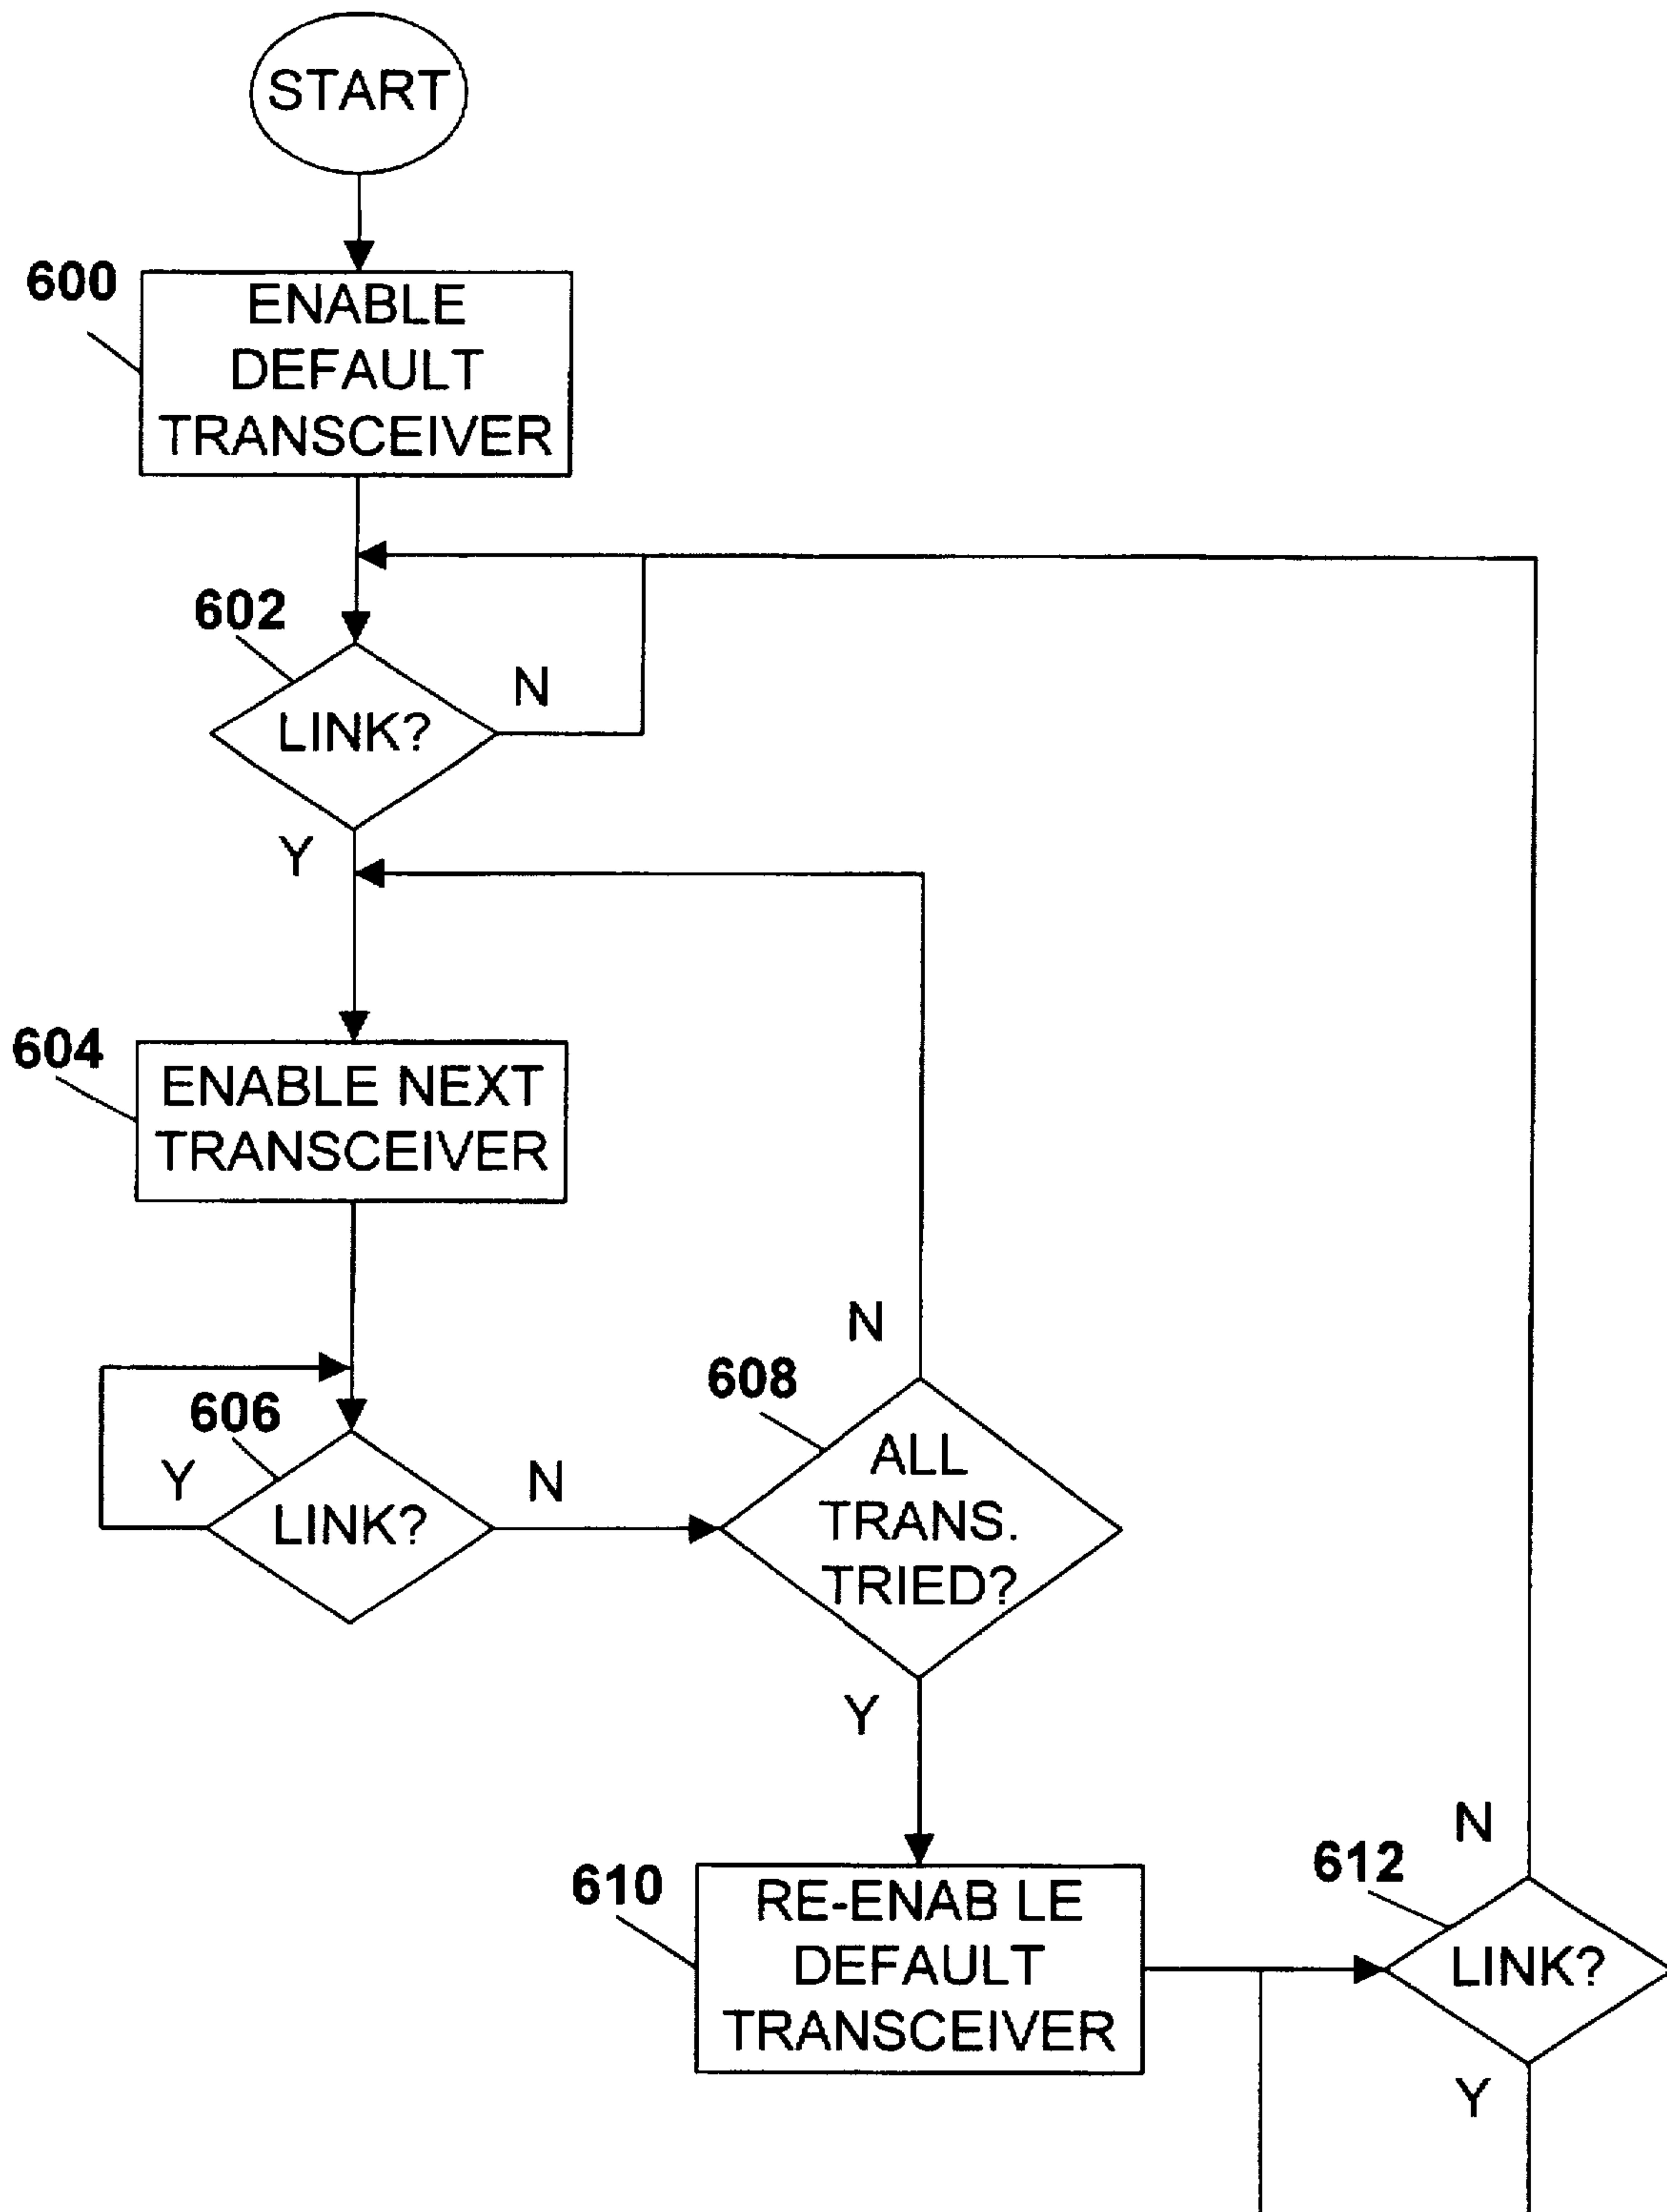 START
600
ENABLE
DEFAULT
TRANSCEIVER
602
LINK?
N
Y
604
ENABLE NEXT
TRANSCEIVER
606
Y
LINK?
N
608
N
ALL
TRANS.
TRIED?
Y
610
RE-ENAB LE
DEFAULT
TRANSCEIVER
612
N
LINK?
Y